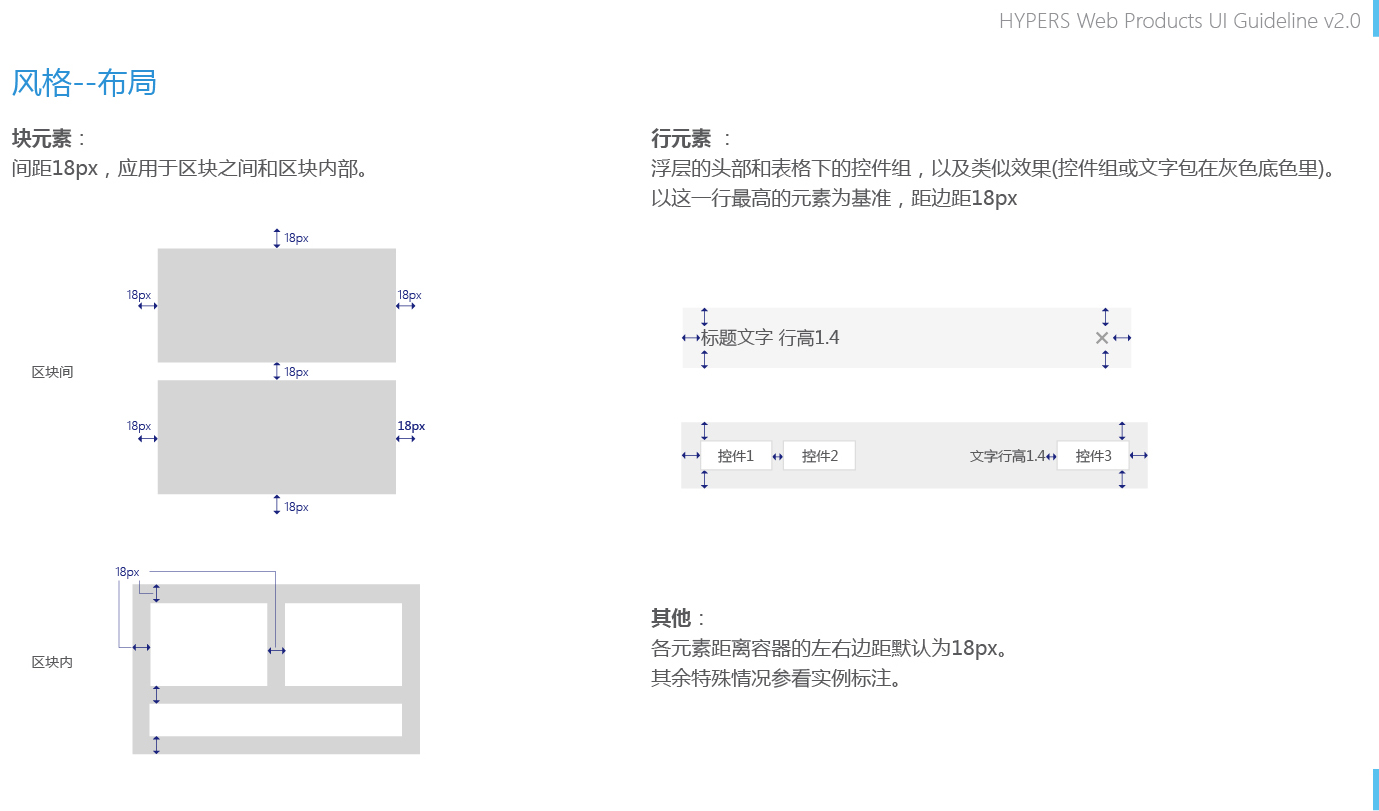 HYPERS Web Products UI Guideline v2.0
风格--布局
块元素：
间距18px，应用于区块之间和区块内部。
18px
18px
18px
区块间
18px
18px
18px
18px
18px
区块内
行元素 ：
浮层的头部和表格下的控件组，以及类似效果(控件组或文字包在灰色底色里)。
以这一行最高的元素为基准，距边距18px
标题文字 行高1.4
控件1
控件2
文字行高1.4
控件3
其他：
各元素距离容器的左右边距默认为18px。
其余特殊情况参看实例标注。